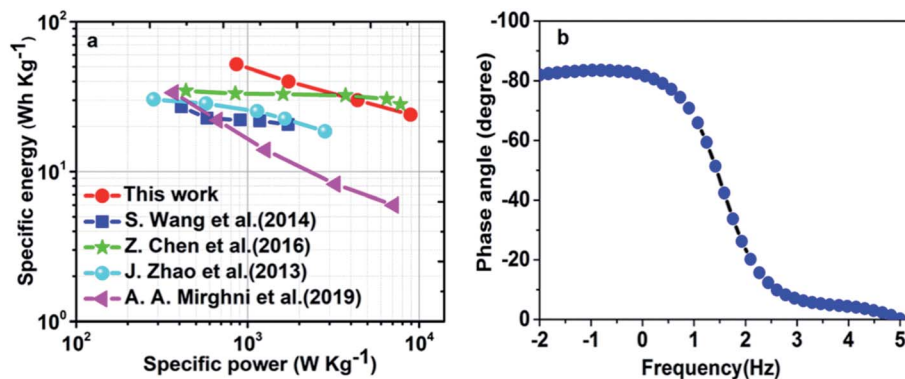 a
10²
10¹
10⁰
10² 10³ 10⁴
Specific energy (Wh Kg⁻¹)
Specific power (W Kg⁻¹)
This work
S. Wang et al.(2014)
Z. Chen et al.(2016)
J. Zhao et al.(2013)
A. A. Mirghni et al.(2019)
b
-80
-60
-40
-20
0
-2 -1 0 1 2 3 4 5
Phase angle (degree)
Frequency(Hz)